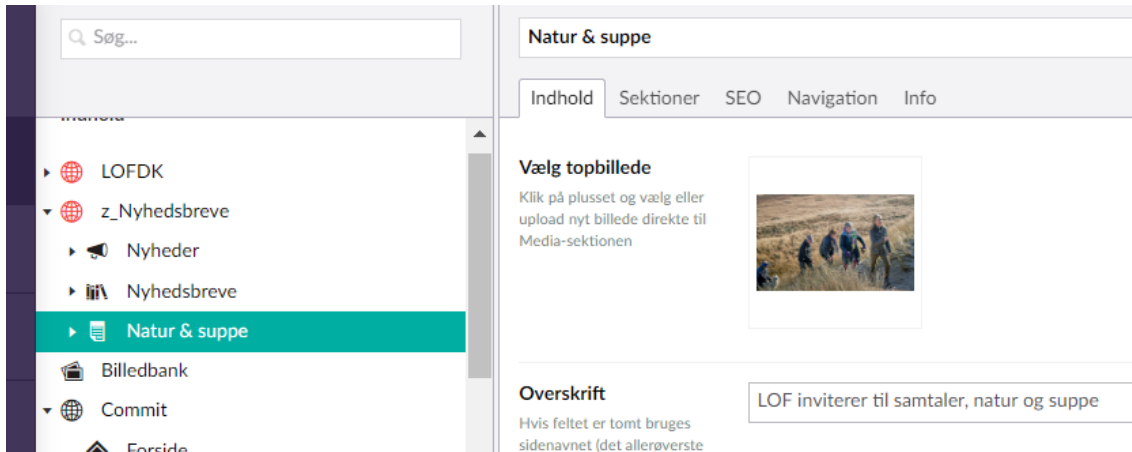 Søg...
Indhold
LOFDK
z_Nyhedsbreve
Nyheder
Nyhedsbreve
Natur & suppe
Billedbank
Commit
Forside
Natur & suppe
Indhold Sektioner SEO Navigation Info
Vælg topbillede
Klik på plusset og vælg eller
upload nyt billede direkte til
Media-sektionen
Overskrift
Hvis feltet er tomt bruges
sidenavnet (det allerøverste
LOF inviterer til samtaler, natur og suppe